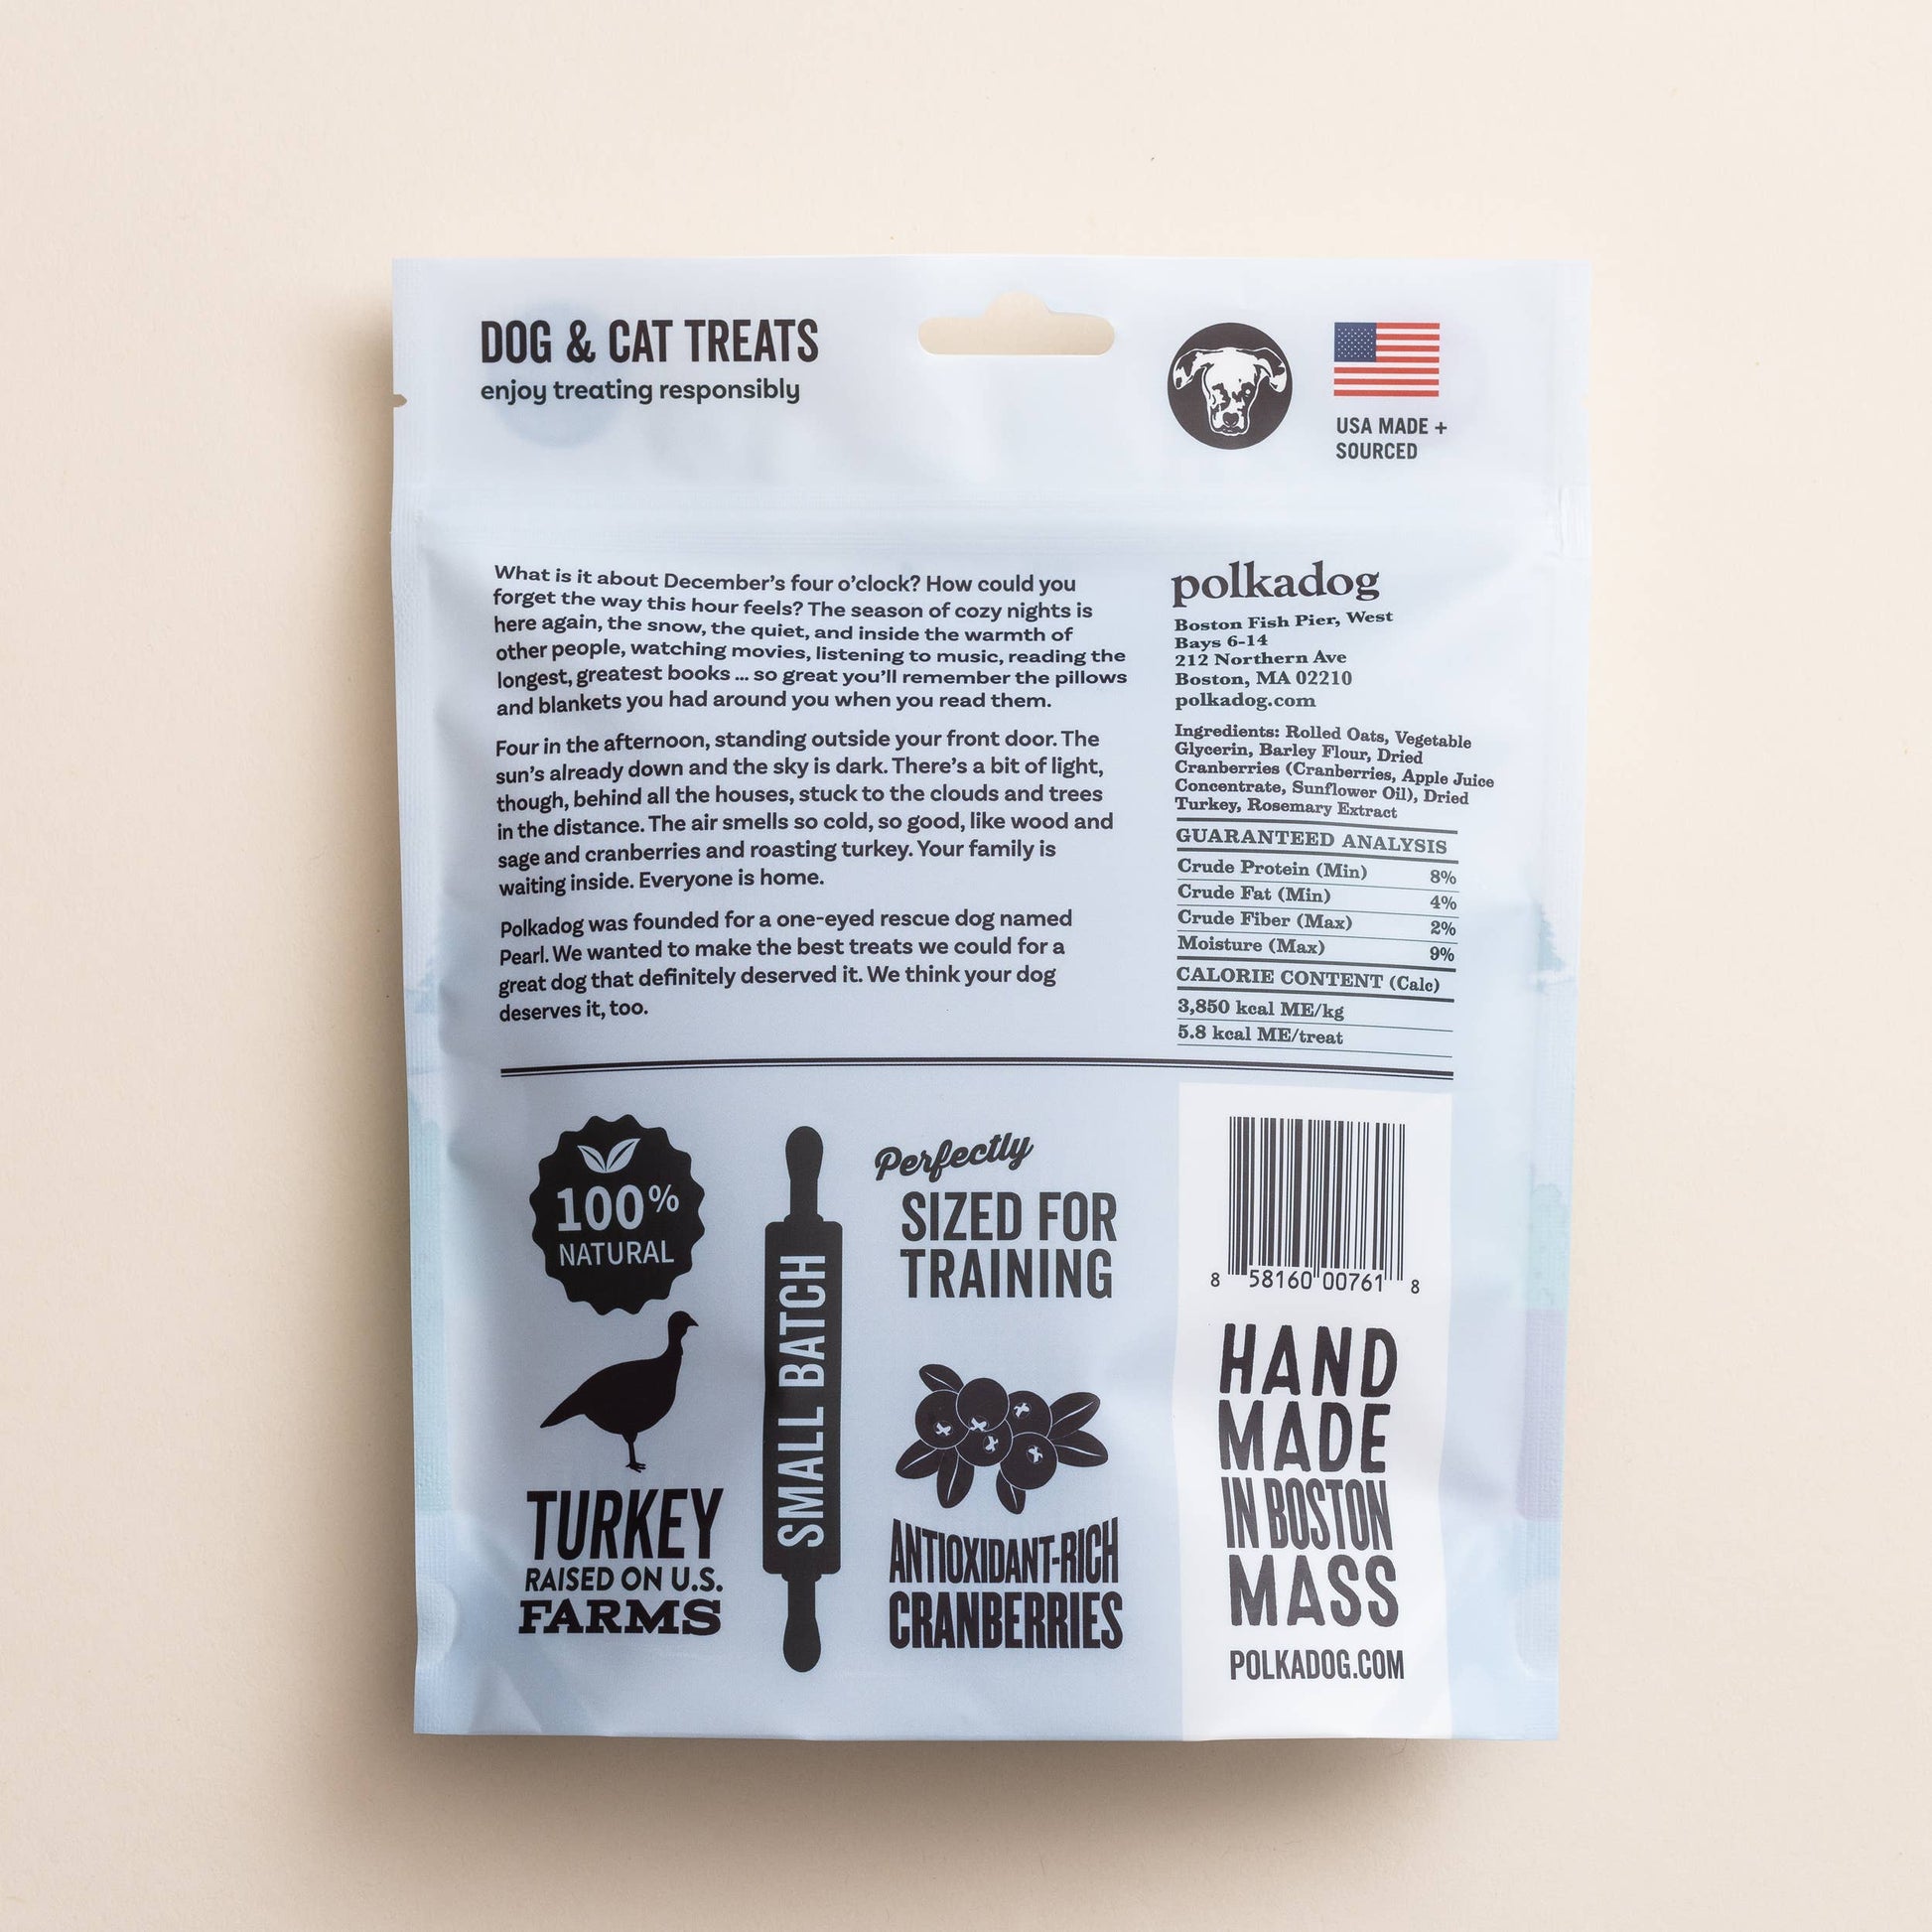 DOG & CAT TREATS
enjoy treating responsibly
USA MADE +
SOURCED
What is it about December's four o'clock? How could you
forget the way this hour feels? The season of cozy nights is
here again, the snow, the quiet, and inside the warmth of
other people, watching movies, listening to music, reading the
longest, greatest books ... so great you'll remember the pillows
and blankets you had around you when you read them.
Four in the afternoon, standing outside your front door. The
sun's already down and the sky is dark. There's a bit of light,
though, behind all the houses, stuck to the clouds and trees
in the distance. The air smells so cold, so good, like wood and
sage and cranberries and roasting turkey. Your family is
waiting inside. Everyone is home.
Polkadog was founded for a one-eyed rescue dog named
Pearl. We wanted to make the best treats we could for a
great dog that definitely deserved it. We think your dog
deserves it, too.
polkadog
Boston Fish Pier, West
Bays 6-14
212 Northern Ave
Boston, MA 02210
polkadog.com
Ingredients: Rolled Oats, Vegetable
Glycerin, Barley Flour, Dried
Cranberries (Cranberries, Apple Juice
Concentrate, Sunflower Oil), Dried
Turkey, Rosemary Extract
GUARANTEED ANALYSIS
Crude Protein (Min) 8%
Crude Fat (Min) 4%
Crude Fiber (Max) 2%
Moisture (Max) 9%
CALORIE CONTENT (Calc)
3,850 kcal ME/kg
5.8 kcal ME/treat
100%
NATURAL
TURKEY
RAISED ON U.S.
FARMS
SMALL BATCH
Perfectly
SIZED FOR
TRAINING
ANTIOXIDANT-RICH
CRANBERRIES
8 58160 00761 8
HAND
MADE
IN BOSTON
MASS
POLKADOG.COM